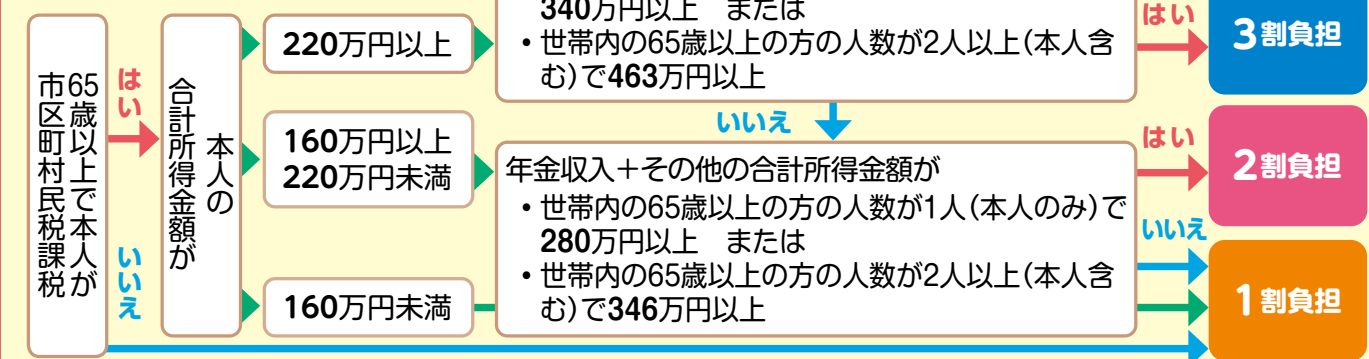 65歳以上で本人が
市区町村民税課税
はい
いいえ
本人の
合計所得金額が
220万円以上
160万円以上
220万円未満
160万円未満
340万円以上　または
・世帯内の65歳以上の方の人数が2人以上（本人含
む）で463万円以上
はい
3割負担
いいえ
年金収入＋その他の合計所得金額が
・世帯内の65歳以上の方の人数が1人（本人のみ）で
280万円以上　または
・世帯内の65歳以上の方の人数が2人以上（本人含
む）で346万円以上
はい
2割負担
いいえ
1割負担